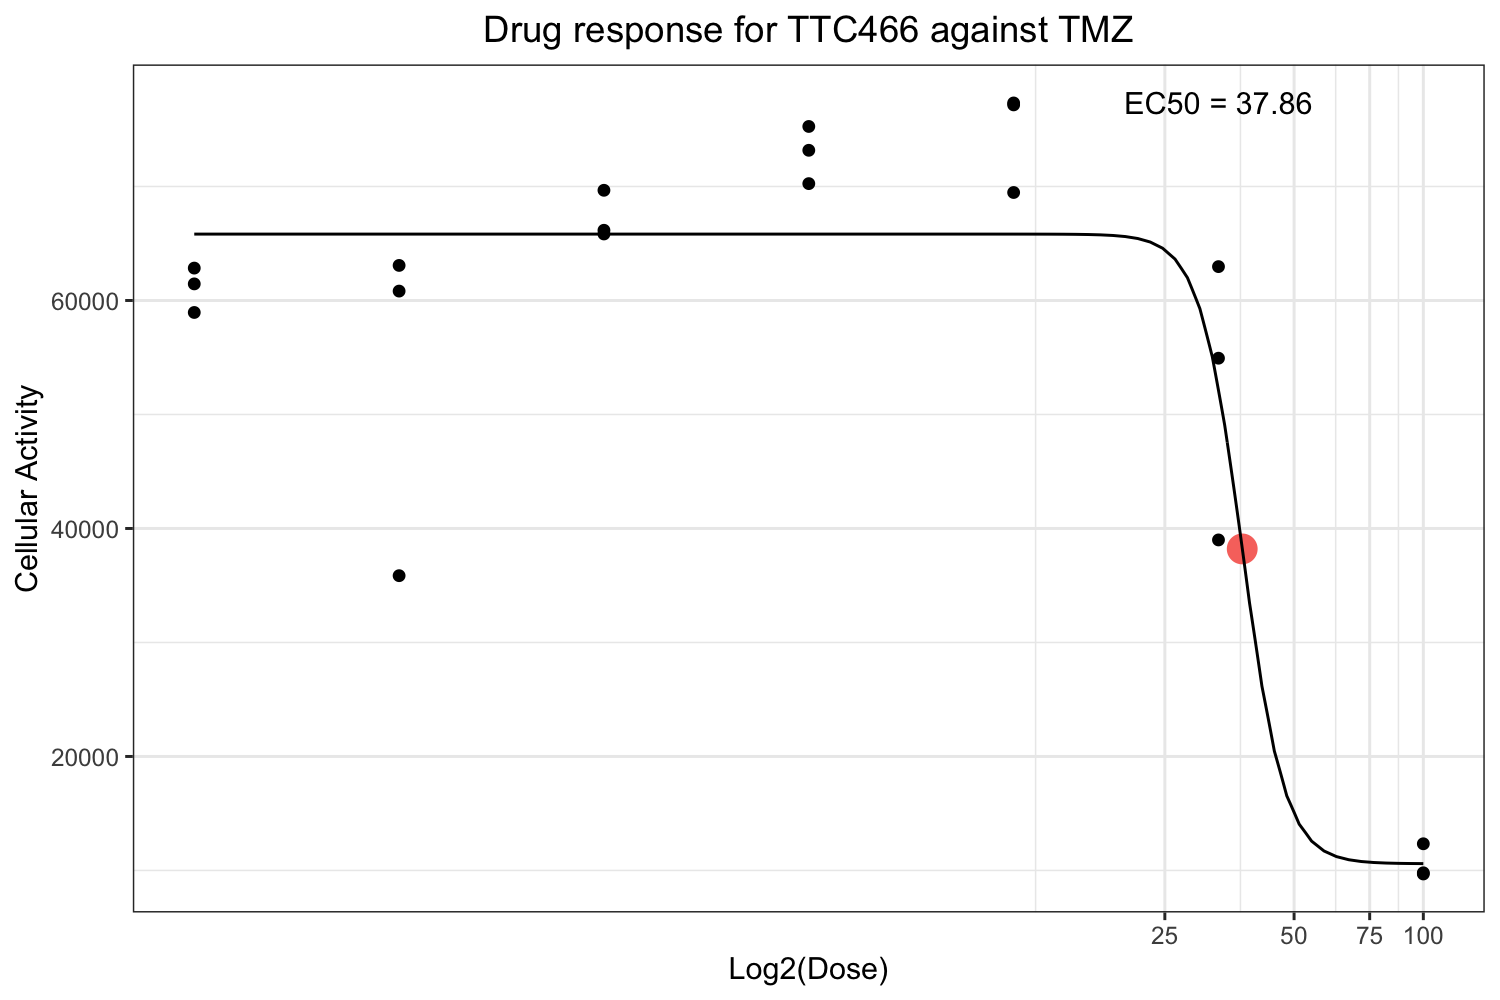 Drug response for TTC466 against TMZ
EC50 = 37.86
Cellular Activity
60000
40000
20000
25 50 75 100
Log2(Dose)